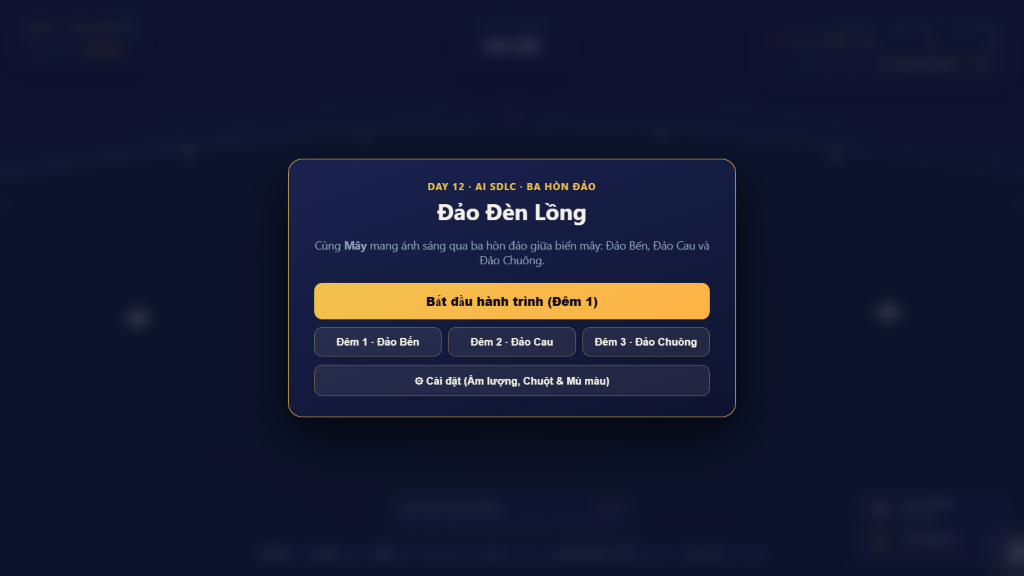 DAY 12 · AI SDLC · BA HÒN ĐẢO
Đảo Đèn Lồng
Cùng Mây mang ánh sáng qua ba hòn đảo giữa biển mây: Đảo Bến, Đảo Cau và
Đảo Chuông.
Bắt đầu hành trình (Đêm 1)
Đêm 1 · Đảo Bến
Đêm 2 · Đảo Cau
Đêm 3 · Đảo Chuông
⚙ Cài đặt (Âm lượng, Chuột & Mù màu)